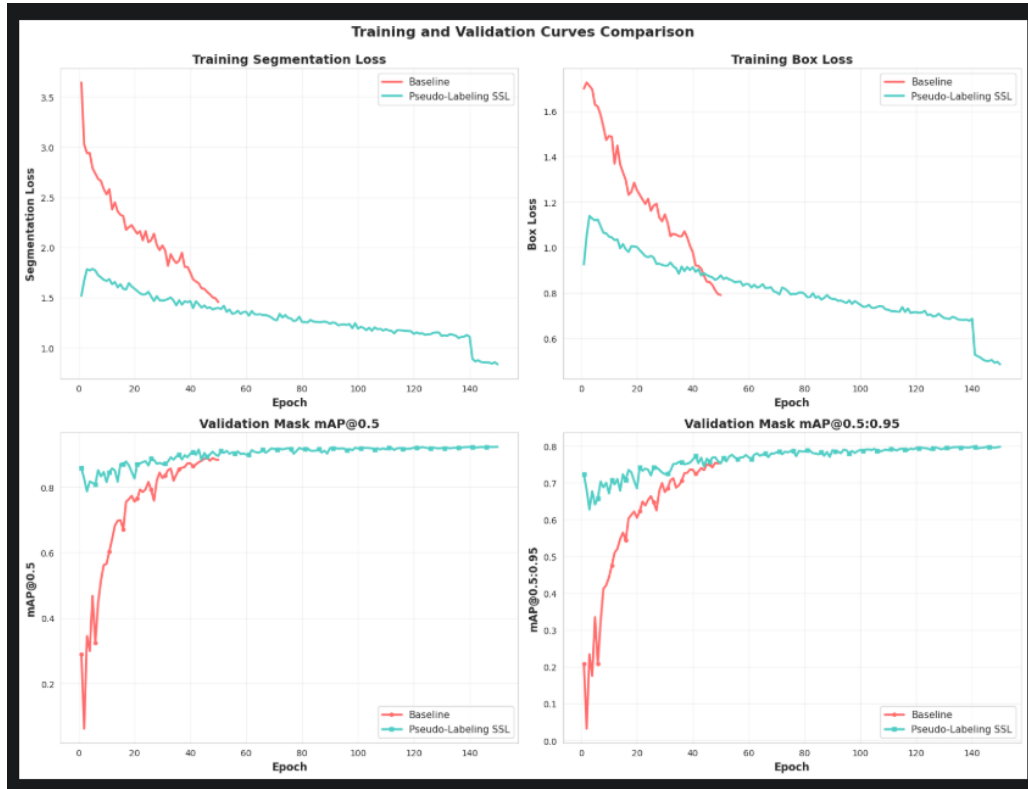 Training and Validation Curves Comparison
Training Segmentation Loss
Segmentation Loss
3.5
3.0
2.5
2.0
1.5
1.0
0 20 40 60 80 100 120 140
Epoch
Baseline
Pseudo-Labeling SSL
Training Box Loss
Box Loss
1.6
1.4
1.2
1.0
0.8
0.6
0 20 40 60 80 100 120 140
Epoch
Baseline
Pseudo-Labeling SSL
Validation Mask mAP@0.5
mAP@0.5
0.8
0.6
0.4
0.2
0 20 40 60 80 100 120 140
Epoch
Baseline
Pseudo-Labeling SSL
Validation Mask mAP@0.5:0.95
mAP@0.5:0.95
0.8
0.7
0.6
0.5
0.4
0.3
0.2
0.1
0.0
0 20 40 60 80 100 120 140
Epoch
Baseline
Pseudo-Labeling SSL